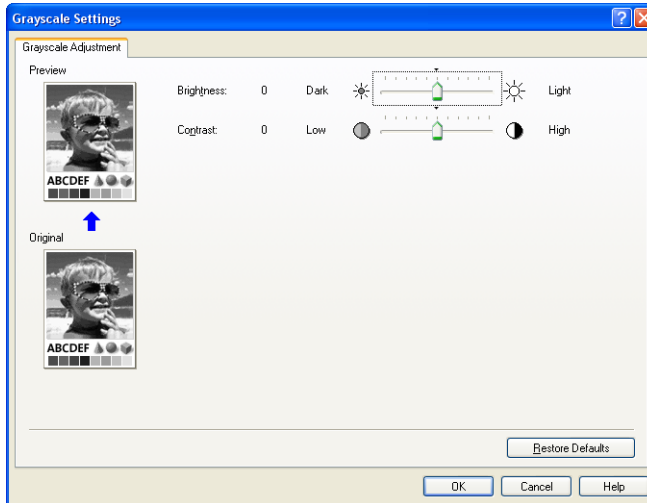 Grayscale Settings
Grayscale Adjustment
Preview
Brightness: 0 Dark Light
Contrast: 0 Low High
ABCDEF
Original
ABCDEF
Restore Defaults
OK Cancel Help